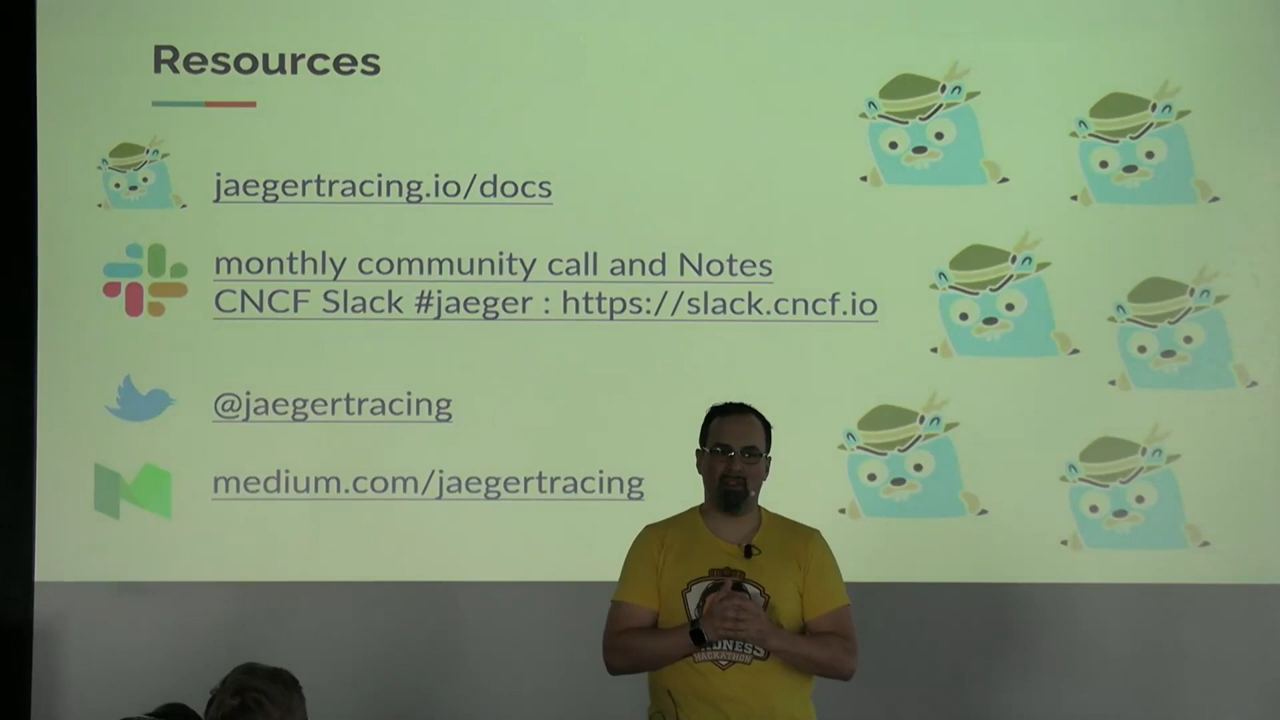 Resources
jaegertracing.io/docs
monthly community call and Notes
CNCF Slack #jaeger : https://slack.cncf.io
@jaegertracing
medium.com/jaegertracing
HACKATHON